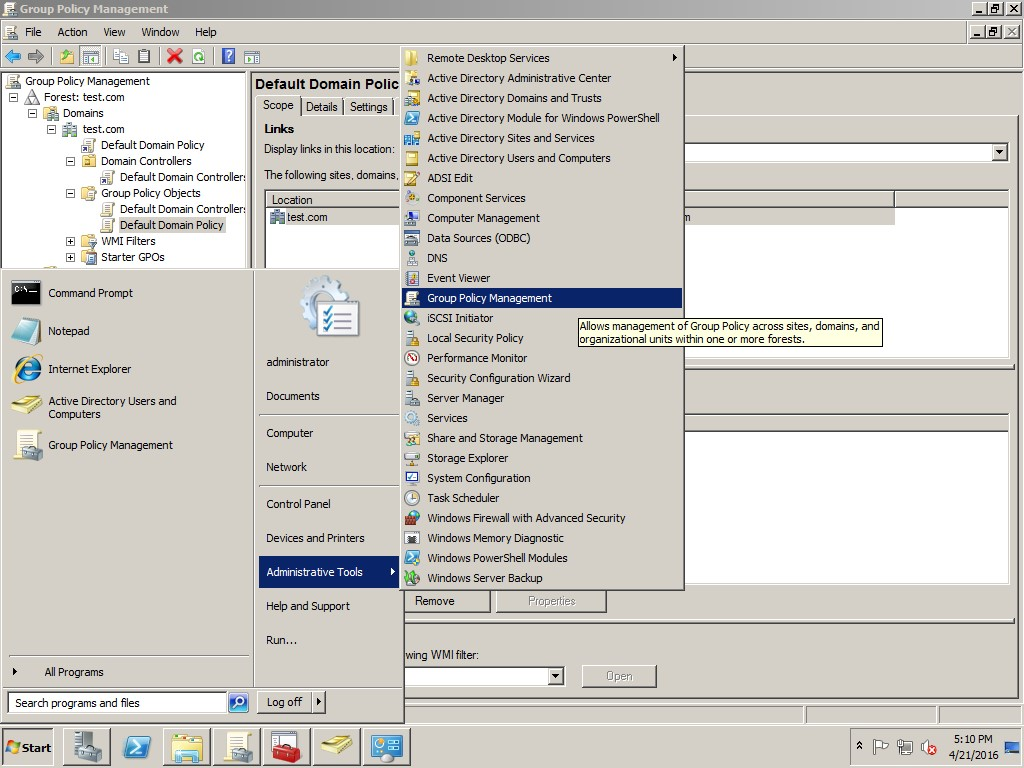 Group Policy Management
File Action View Window Help
Group Policy Management
Forest: test.com
Domains
test.com
Default Domain Policy
Domain Controllers
Default Domain Controllers
Group Policy Objects
Default Domain Controllers
Default Domain Policy
WMI Filters
Starter GPOs
Default Domain Polic
Scope Details Settings
Links
Display links in this location:
The following sites, domains,
Location
test.com
m
Remote Desktop Services
Active Directory Administrative Center
Active Directory Domains and Trusts
Active Directory Module for Windows PowerShell
Active Directory Sites and Services
Active Directory Users and Computers
ADSI Edit
Component Services
Computer Management
Data Sources (ODBC)
DNS
Event Viewer
Group Policy Management
iSCSI Initiator
Local Security Policy
Performance Monitor
Security Configuration Wizard
Server Manager
Services
Share and Storage Management
Storage Explorer
System Configuration
Task Scheduler
Windows Firewall with Advanced Security
Windows Memory Diagnostic
Windows PowerShell Modules
Windows Server Backup
Allows management of Group Policy across sites, domains, and
organizational units within one or more forests.
Command Prompt
Notepad
Internet Explorer
Active Directory Users and
Computers
Group Policy Management
All Programs
Search programs and files
administrator
Documents
Computer
Network
Control Panel
Devices and Printers
Administrative Tools
Help and Support
Run...
Log off
Remove Properties
wing WMI filter:
Open
Start
5:10 PM
4/21/2016